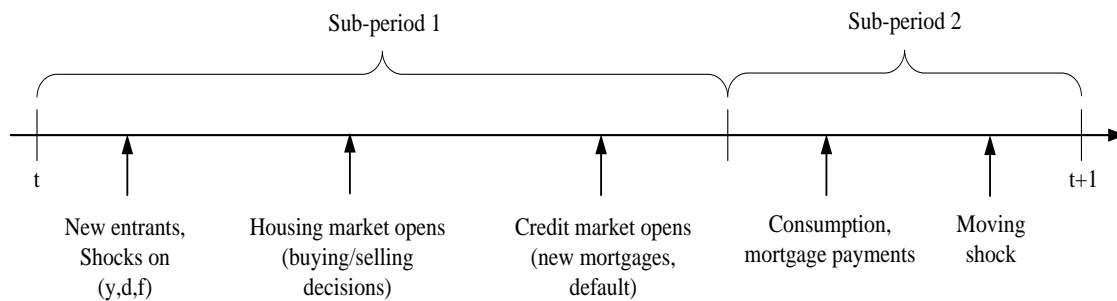 Sub-period 1
Sub-period 2
t
t+1
New entrants,
Shocks on
(y,d,f)
Housing market opens
(buying/selling
decisions)
Credit market opens
(new mortgages,
default)
Consumption,
mortgage payments
Moving
shock